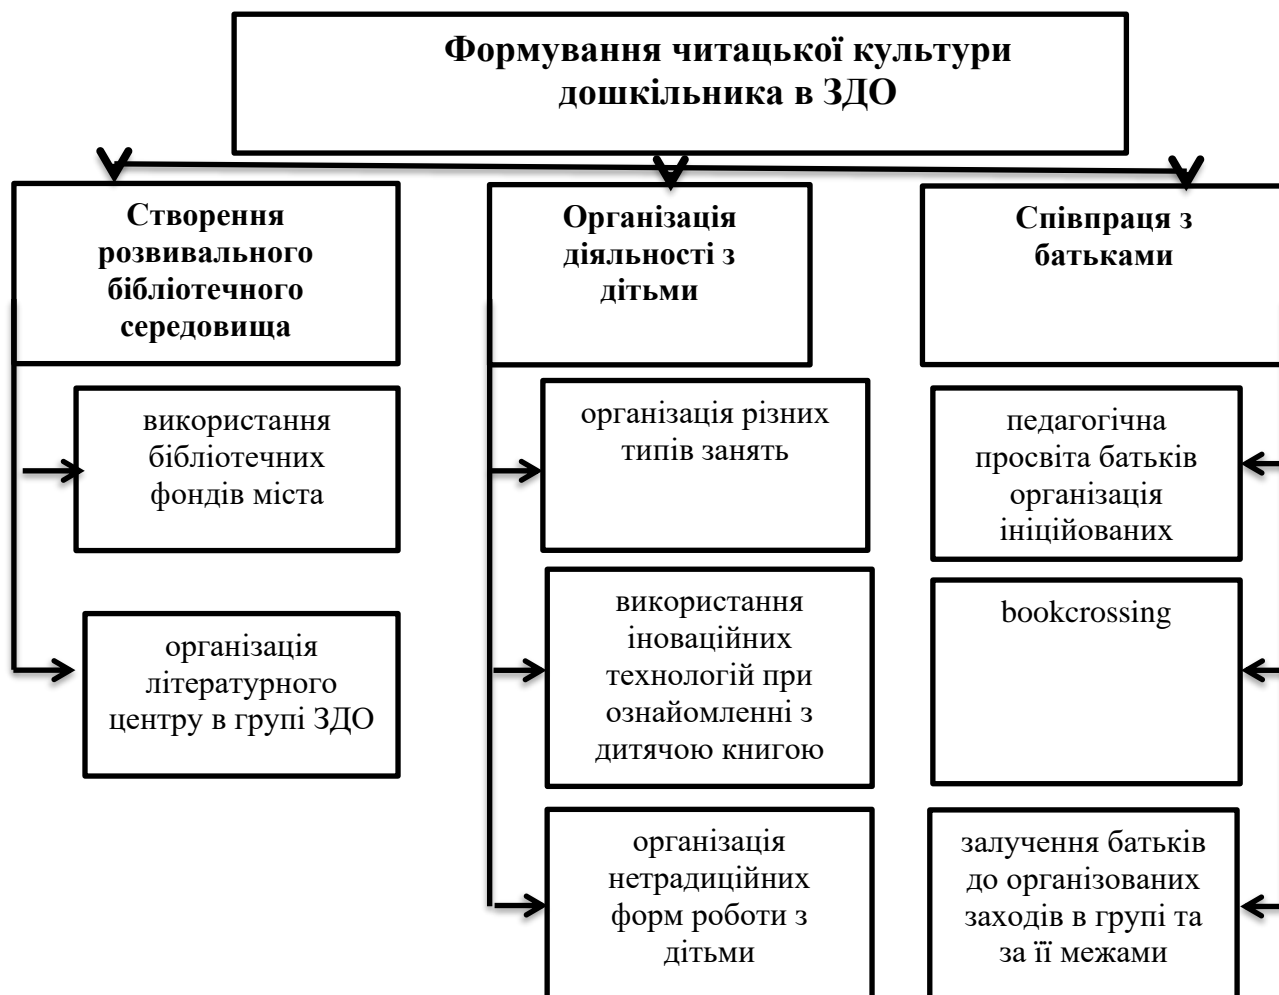 Формування читацької культури
дошкільника в ЗДО
Створення
розвивального
бібліотечного
середовища
використання
бібліотечних
фондів міста
організація
літературного
центру в групі ЗДО
Організація
діяльності з
дітьми
організація різних
типів занять
використання
іноваційних
технологій при
ознайомленні з
дитячою книгою
організація
нетрадиційних
форм роботи з
дітьми
Співпраця з
батьками
педагогічна
просвіта батьків
організація
ініційованих
bookcrossing
залучення батьків
до організованих
заходів в групі та
за її межами